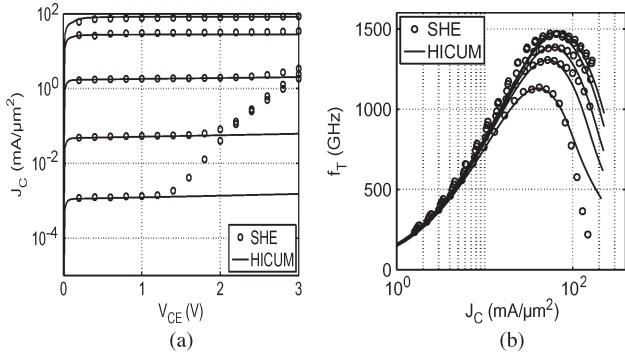 10^2
10^0
10^-2
10^-4
J_C (mA/µm^2)
0
1
2
3
V_CE (V)
SHE
HICUM
(a)
1500
1000
500
0
f_T (GHz)
SHE
HICUM
10^0
10^2
J_C (mA/µm^2)
(b)